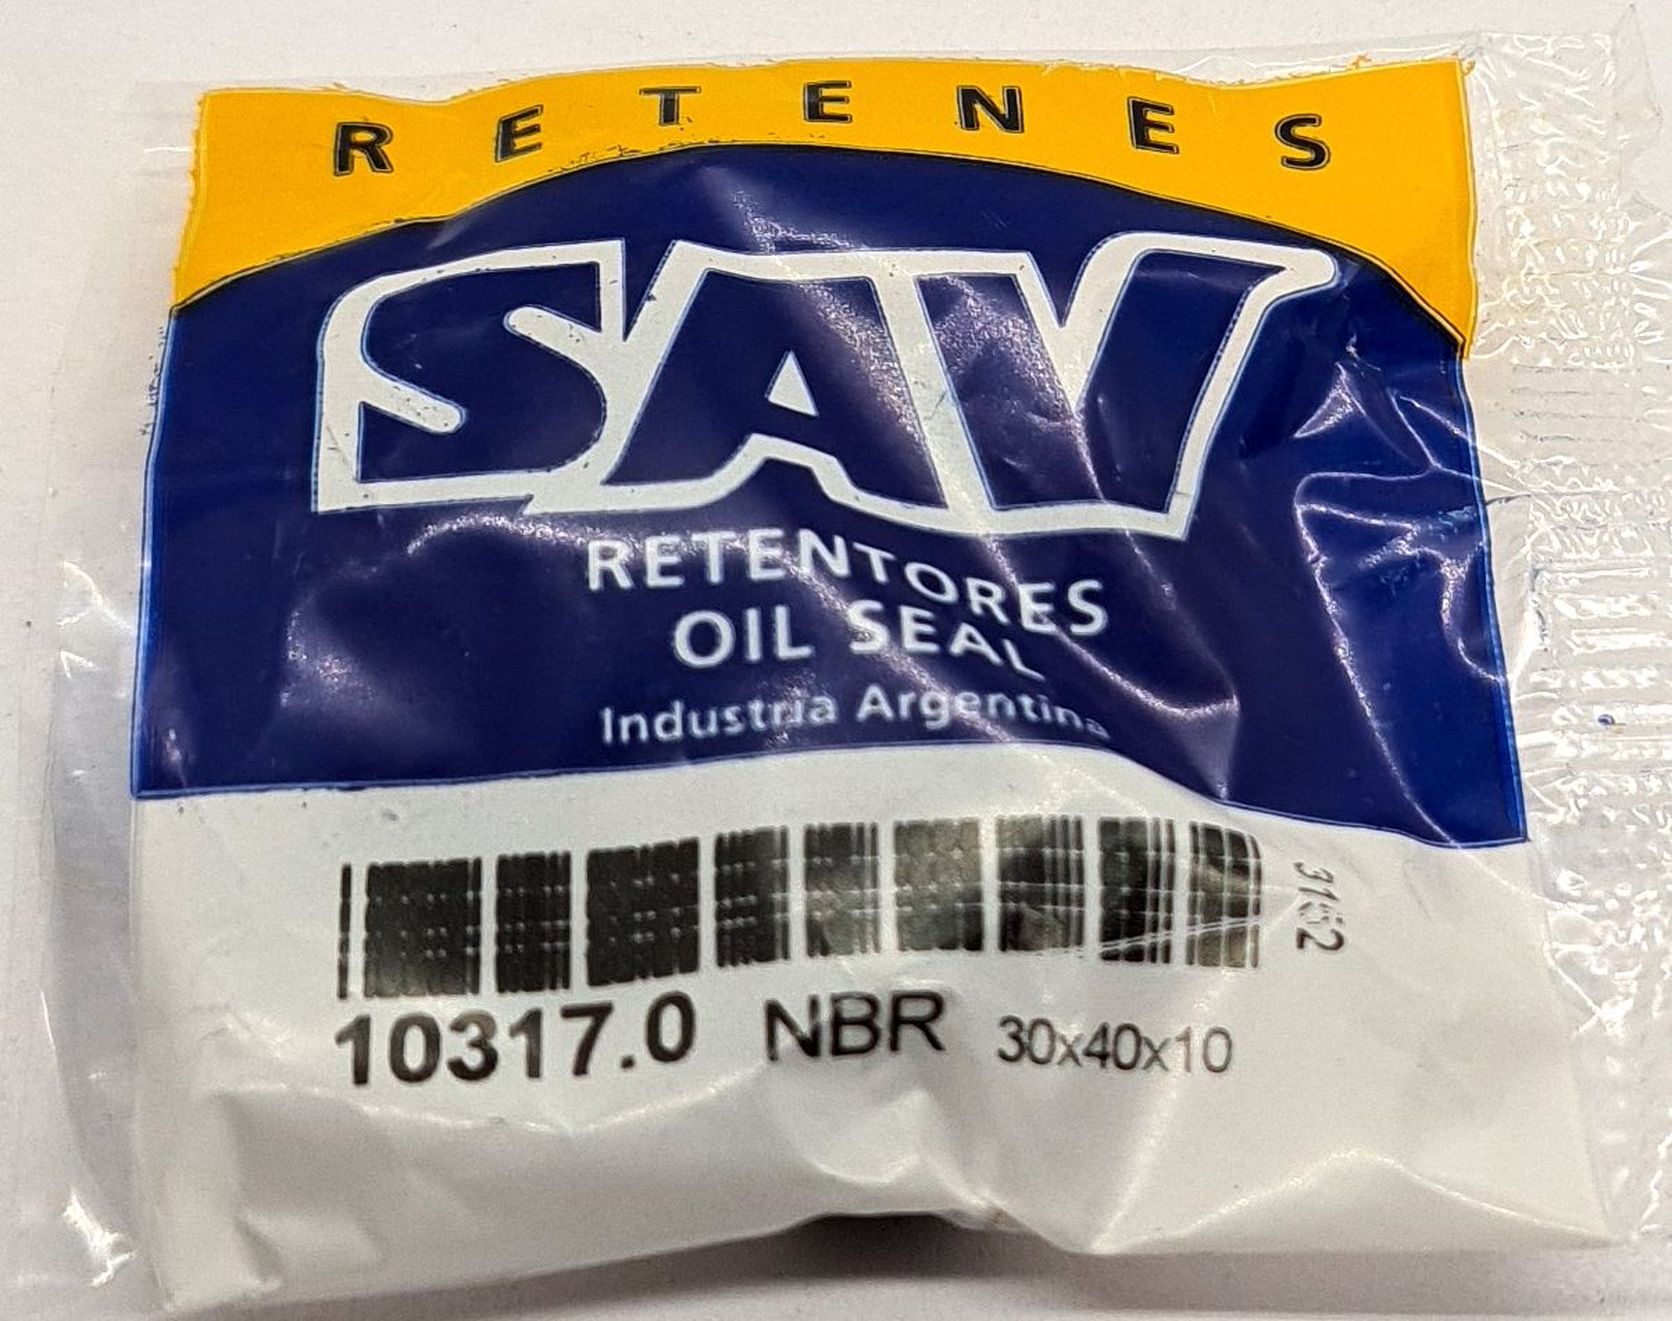 RETENES
SAV
RETENTORES
OIL SEAL
Industria Argentina
10317.0 NBR 30x40x10
3152